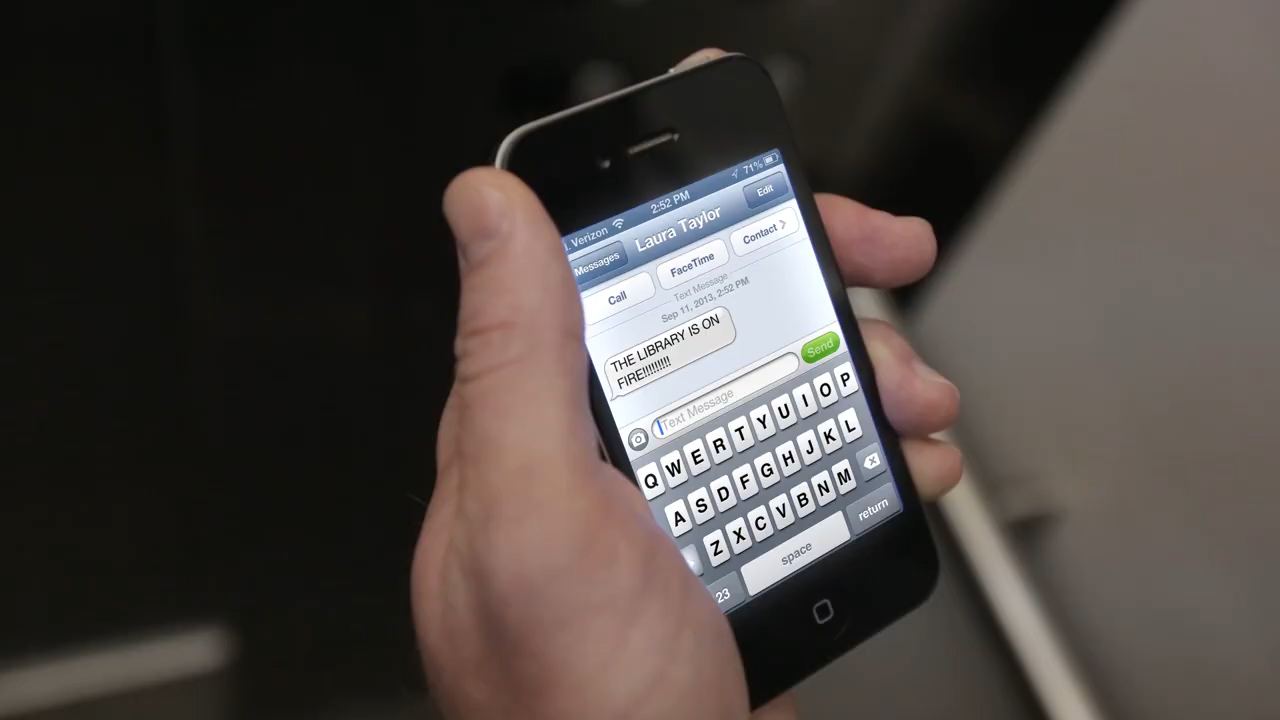 Verizon 2:52 PM 71%
Messages Laura Taylor Edit
Call FaceTime Contact
Text Message
Sep 11, 2013, 2:52 PM
THE LIBRARY IS ON
FIRE!!!!!!!!!
Text Message Send
Q W E R T Y U I O P
A S D F G H J K L
Z X C V B N M
23 space return